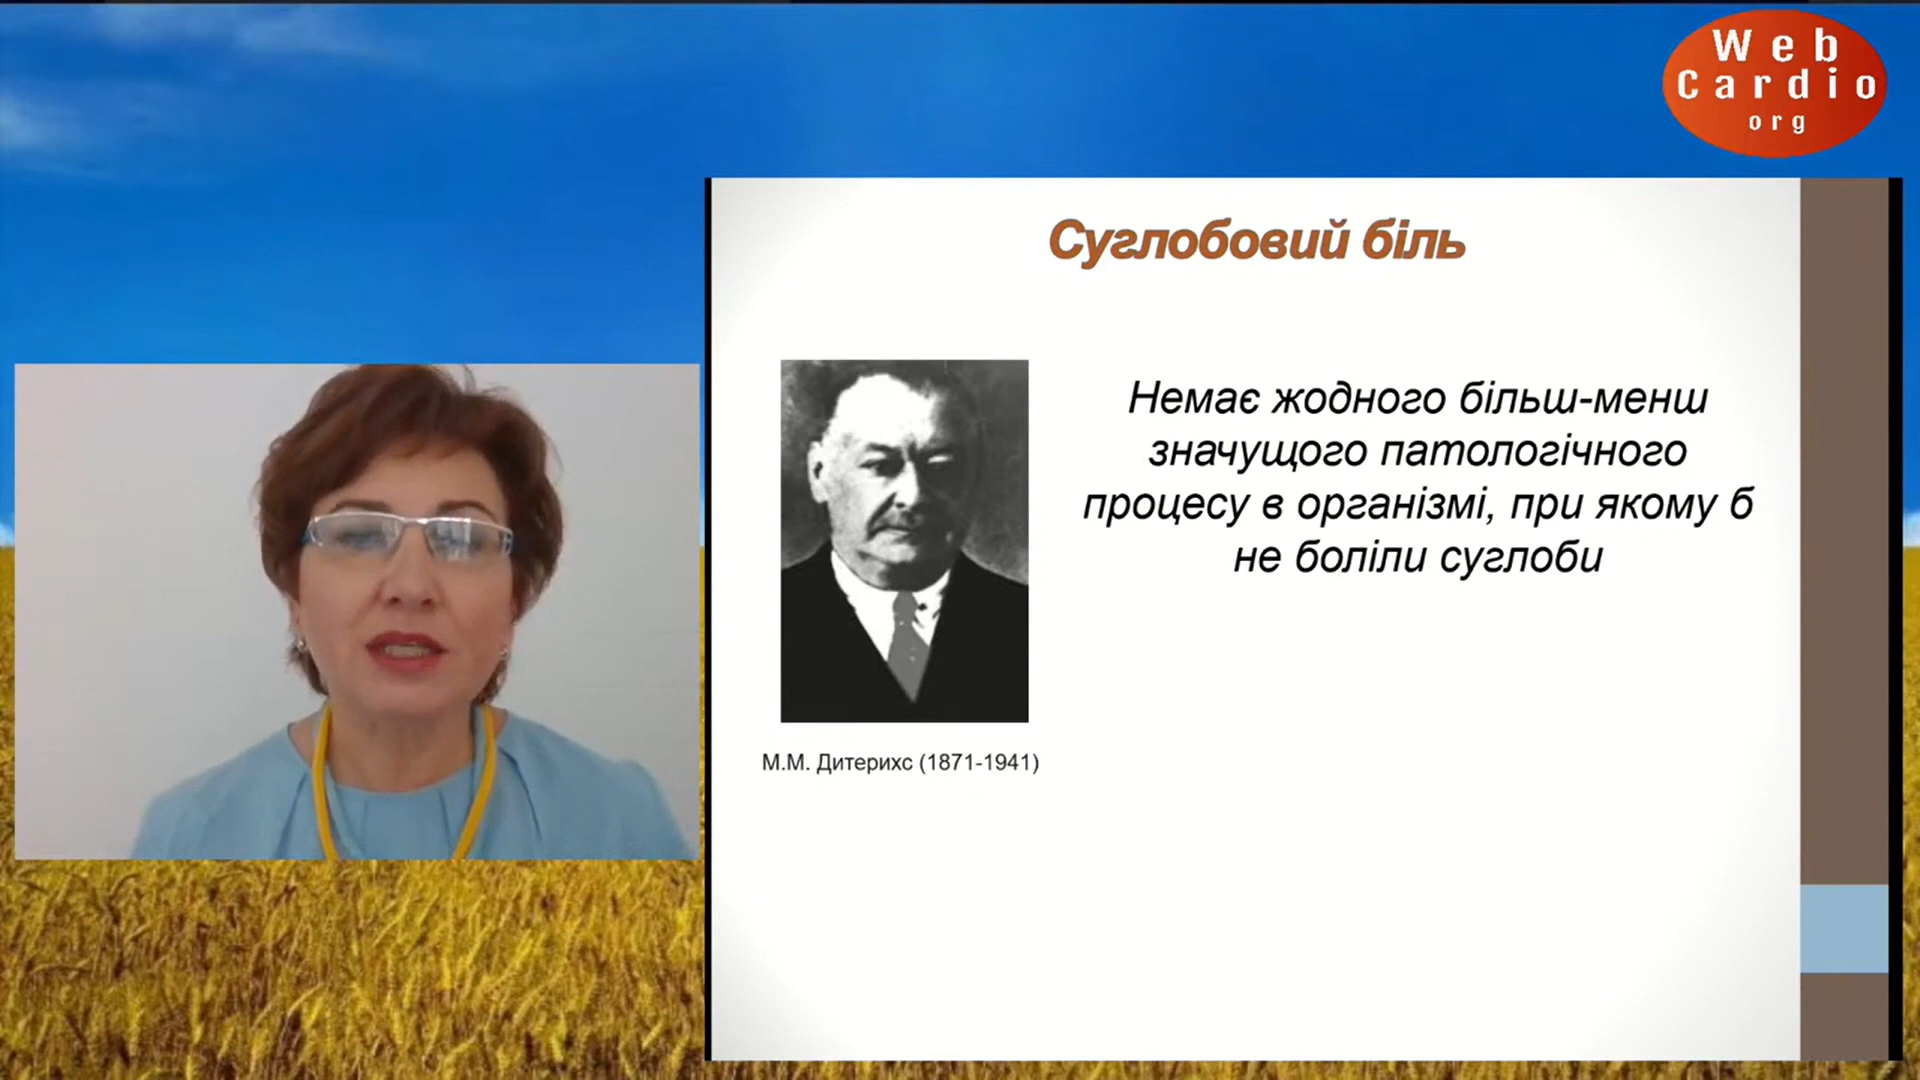 Web
Cardio
org
Суглобовий біль
Немає жодного більш-менш
значущого патологічного
процесу в організмі, при якому б
не боліли суглоби
М.М. Дитерихс (1871-1941)